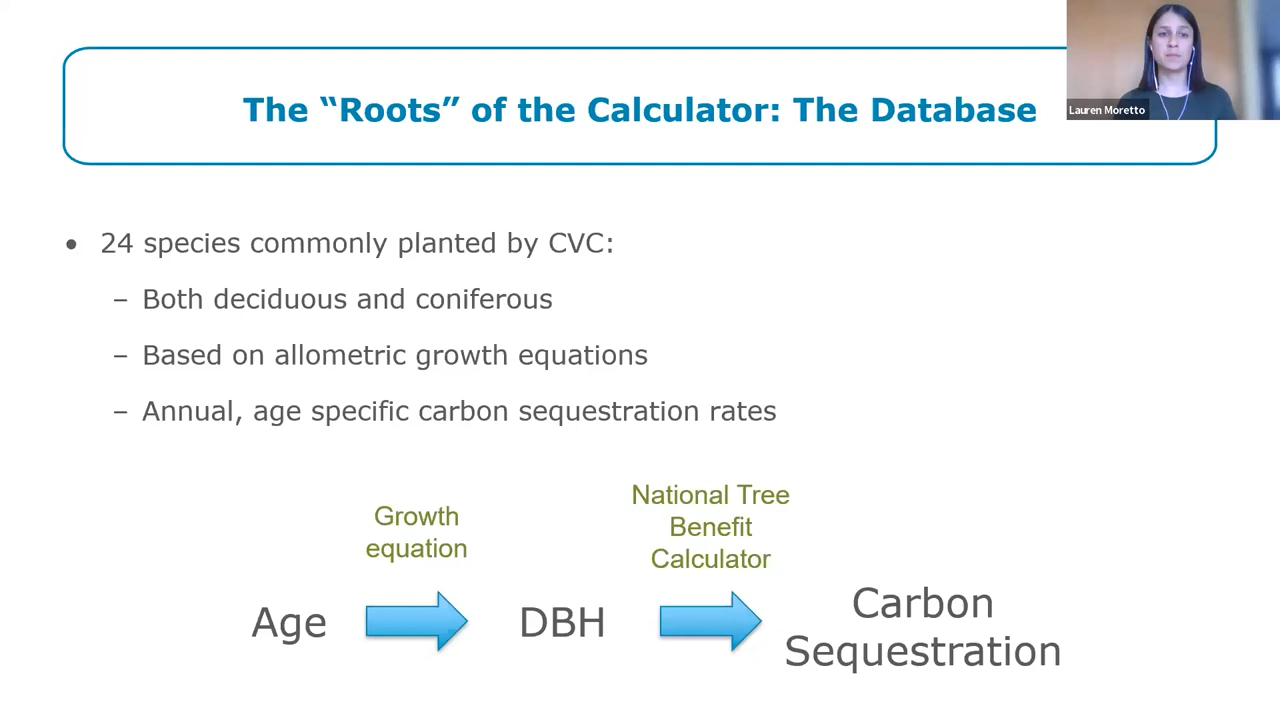 The “Roots” of the Calculator: The Database
Lauren Moretto
• 24 species commonly planted by CVC:
– Both deciduous and coniferous
– Based on allometric growth equations
– Annual, age specific carbon sequestration rates
Growth
equation
National Tree
Benefit
Calculator
Age
DBH
Carbon
Sequestration